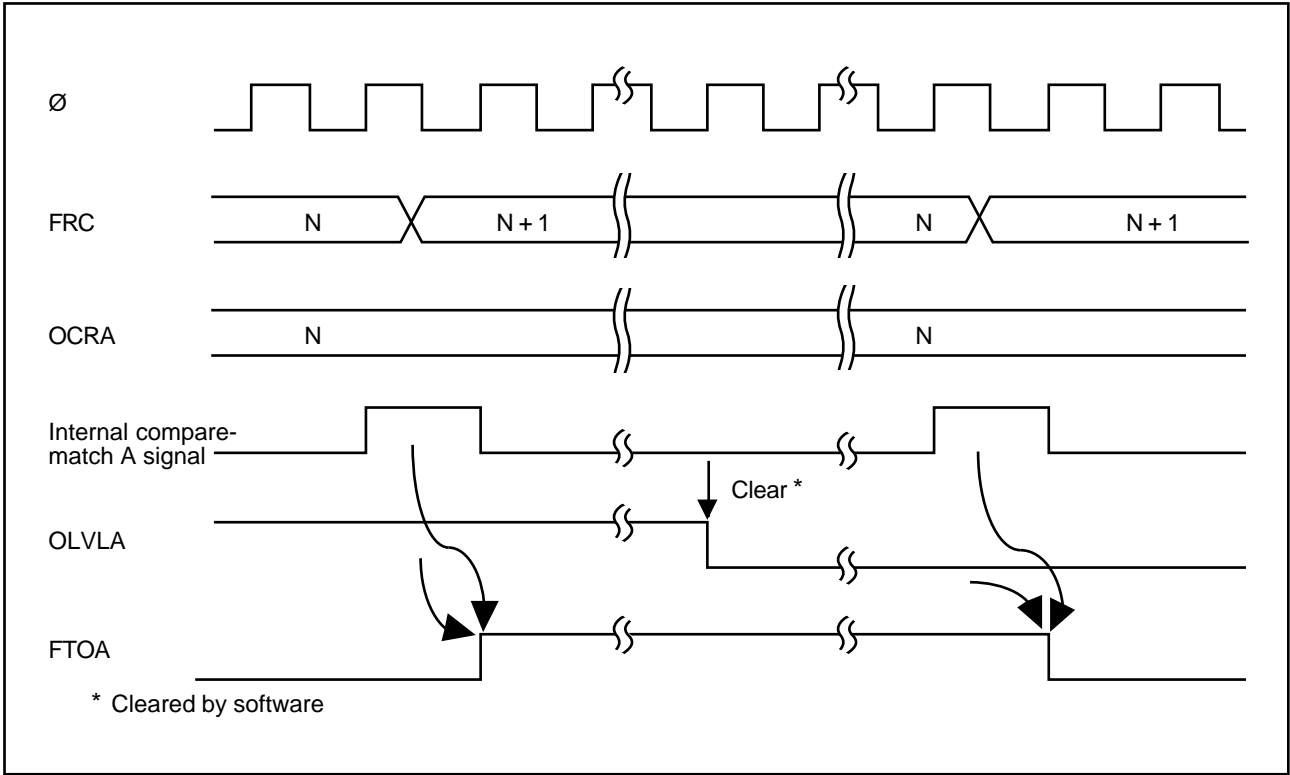 Ø
FRC N N + 1 N N + 1
OCRA N N
Internal compare-
match A signal
Clear *
OLVLA
FTOA
* Cleared by software